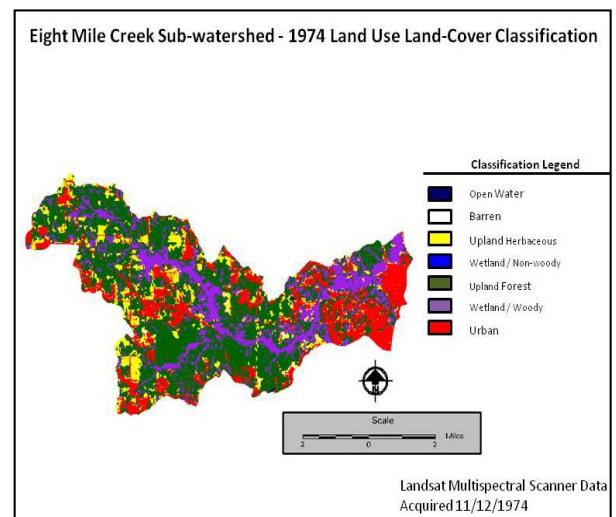 Eight Mile Creek Sub-watershed - 1974 Land Use Land-Cover Classification
Classification Legend
Open Water
Barren
Upland Herbaceous
Wetland / Non-woody
Upland Forest
Wetland / Woody
Urban
N
Scale
2 0 2 Miles
Landsat Multispectral Scanner Data
Acquired 11/12/1974